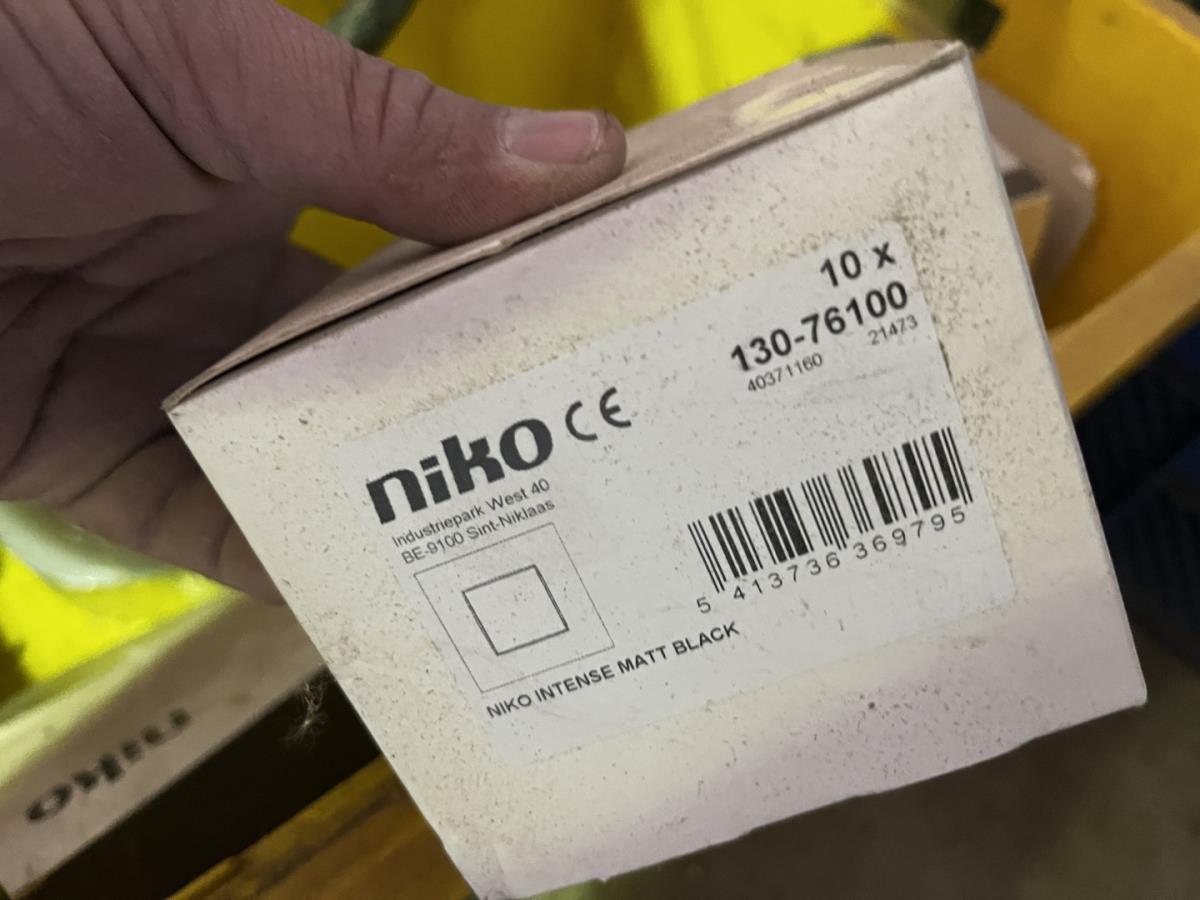 10 x
130-76100
40371160 21473
niko CE
Industriepark West 40
BE-9100 Sint-Niklaas
5 413736 369795
NIKO INTENSE MATT BLACK
niko